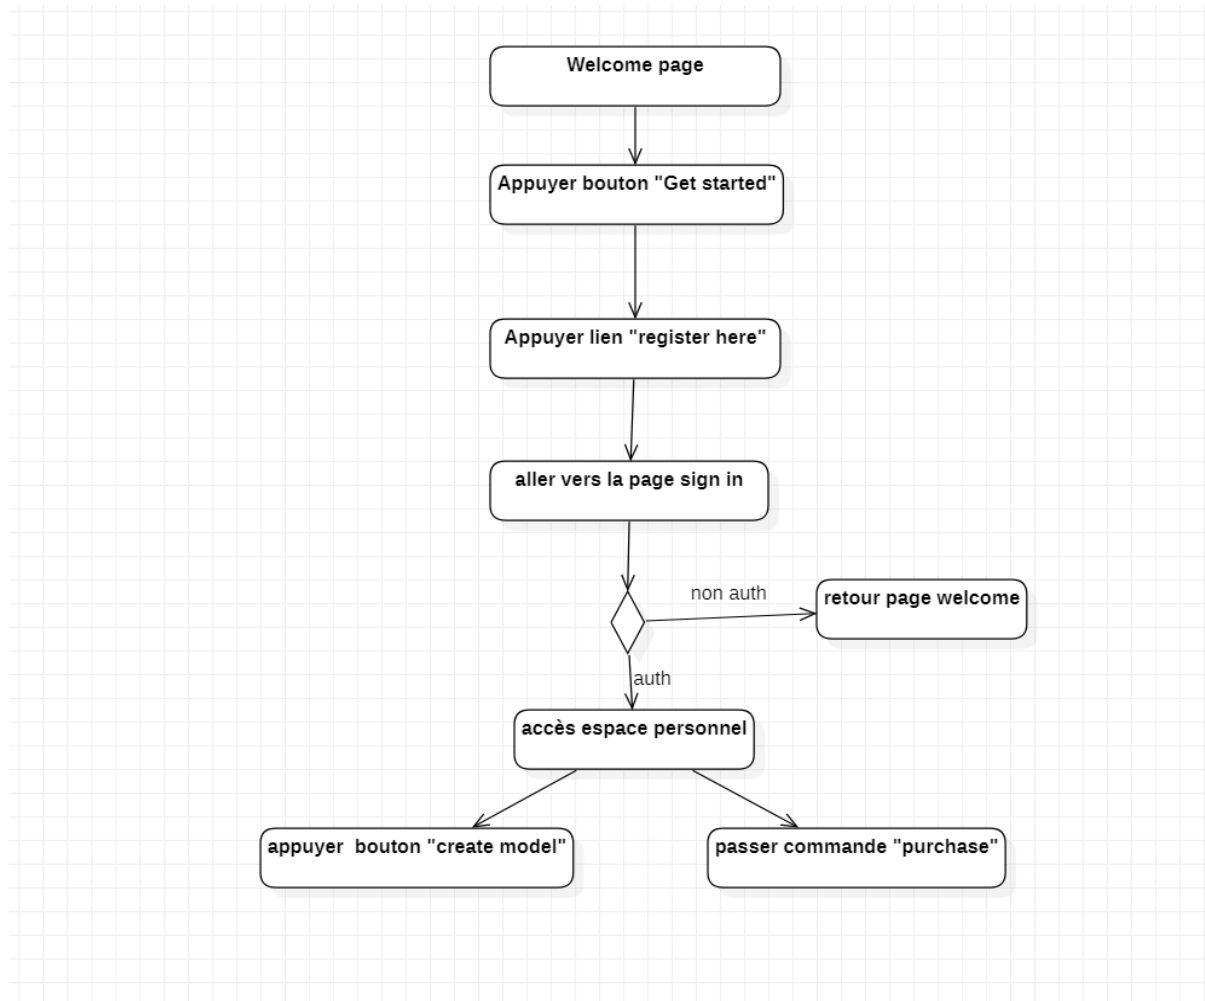 Welcome page
Appuyer bouton "Get started"
Appuyer lien "register here"
aller vers la page sign in
non auth
retour page welcome
auth
accès espace personnel
appuyer  bouton "create model"
passer commande "purchase"